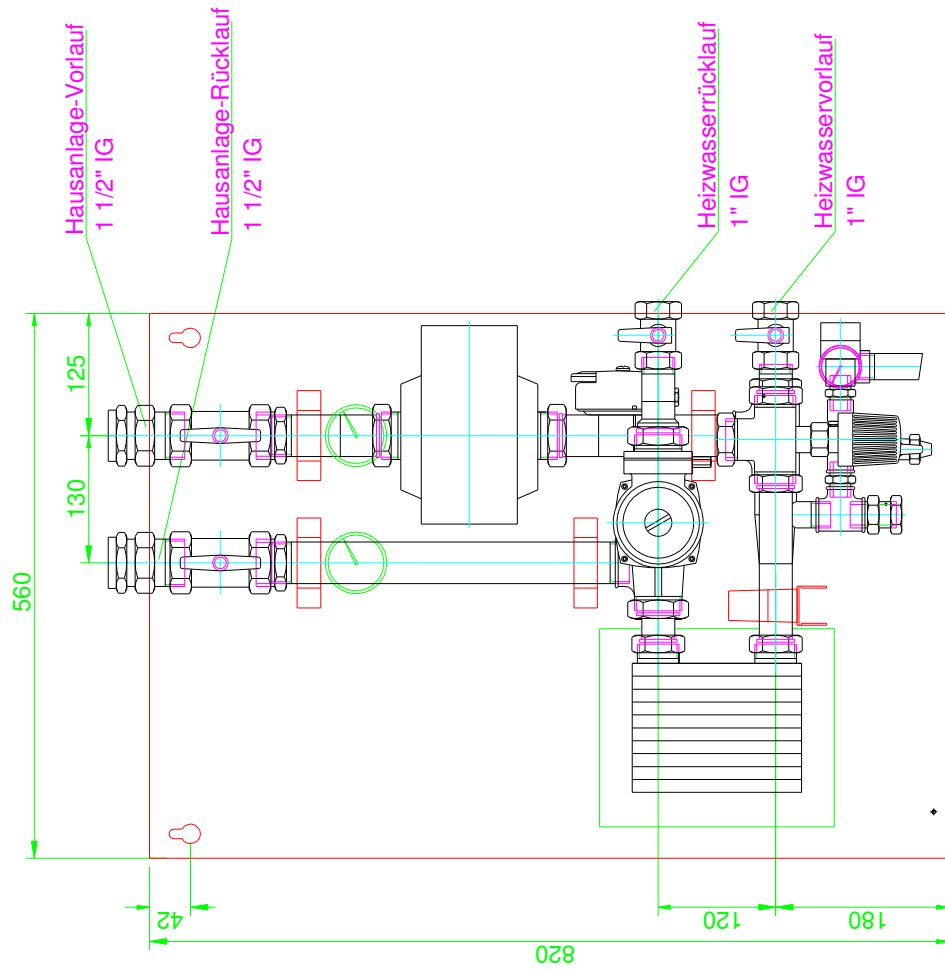 Hausanlage-Vorlauf
1 1/2" IG
Hausanlage-Rücklauf
1 1/2" IG
Heizwasserrücklauf
1" IG
Heizwasservorlauf
1" IG
125
130
560
42
120
180
820